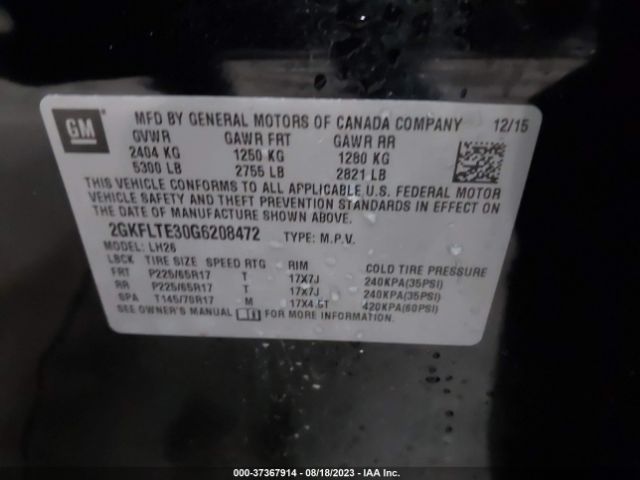 GM
MFD BY GENERAL MOTORS OF CANADA COMPANY 12/15
GVWR GAWR FRT GAWR RR
2404 KG 1250 KG 1280 KG
5300 LB 2755 LB 2821 LB
THIS VEHICLE CONFORMS TO ALL APPLICABLE U.S. FEDERAL MOTOR
VEHICLE SAFETY AND THEFT PREVENTION STANDARDS IN EFFECT ON
THE DATE OF MANUFACTURE SHOWN ABOVE.
2GKFLTE30G6208472 TYPE: M.P.V.
MODEL: LH26
LBCK TIRE SIZE SPEED RTG RIM COLD TIRE PRESSURE
FRT P225/65R17 T 17X7J 240KPA(35PSI)
RR P225/65R17 T 17X7J 240KPA(35PSI)
SPA T145/70R17 M 17X4.5T 420KPA(60PSI)
SEE OWNER'S MANUAL FOR MORE INFORMATION.
000-37367914 - 08/18/2023 - IAA Inc.